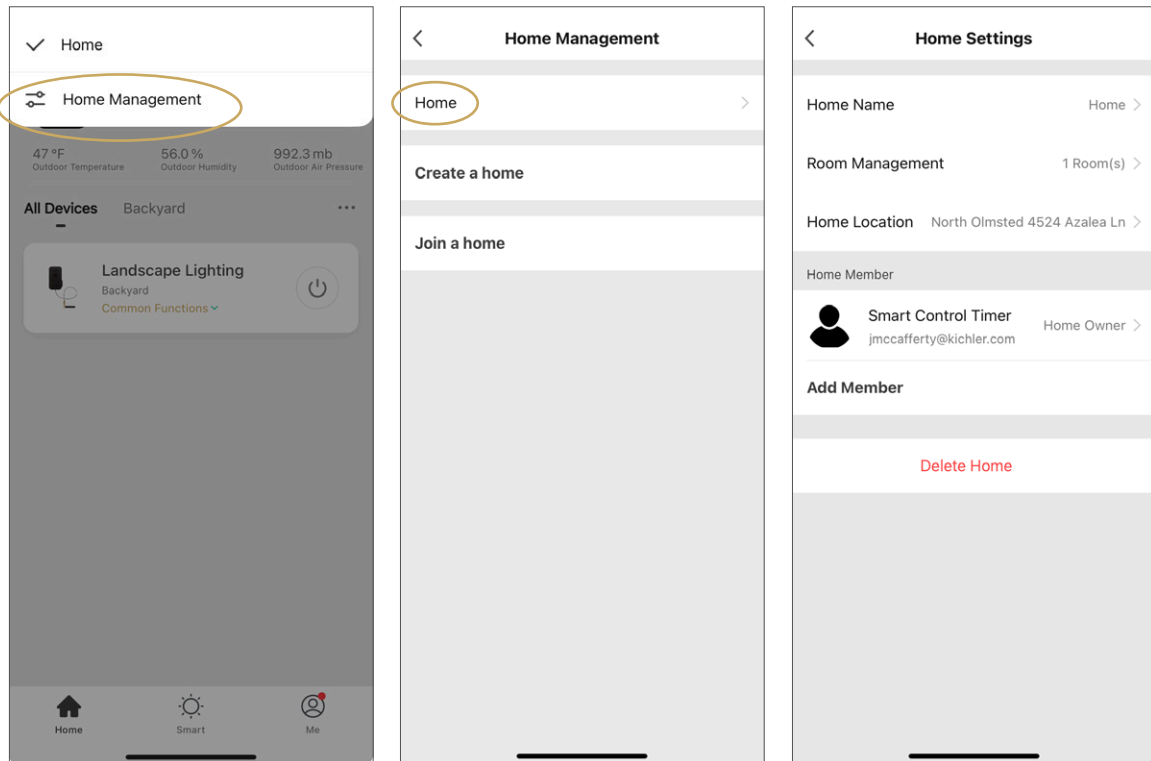 Home
Home Management
47 °F
Outdoor Temperature
56.0 %
Outdoor Humidity
992.3 mb
Outdoor Air Pressure
All Devices Backyard
Landscape Lighting
Backyard
Common Functions
Home
Smart
Me
Home Management
Home
Create a home
Join a home
Home Settings
Home Name Home
Room Management 1 Room(s)
Home Location North Olmsted 4524 Azalea Ln
Home Member
Smart Control Timer
jmccafferty@kichler.com
Home Owner
Add Member
Delete Home